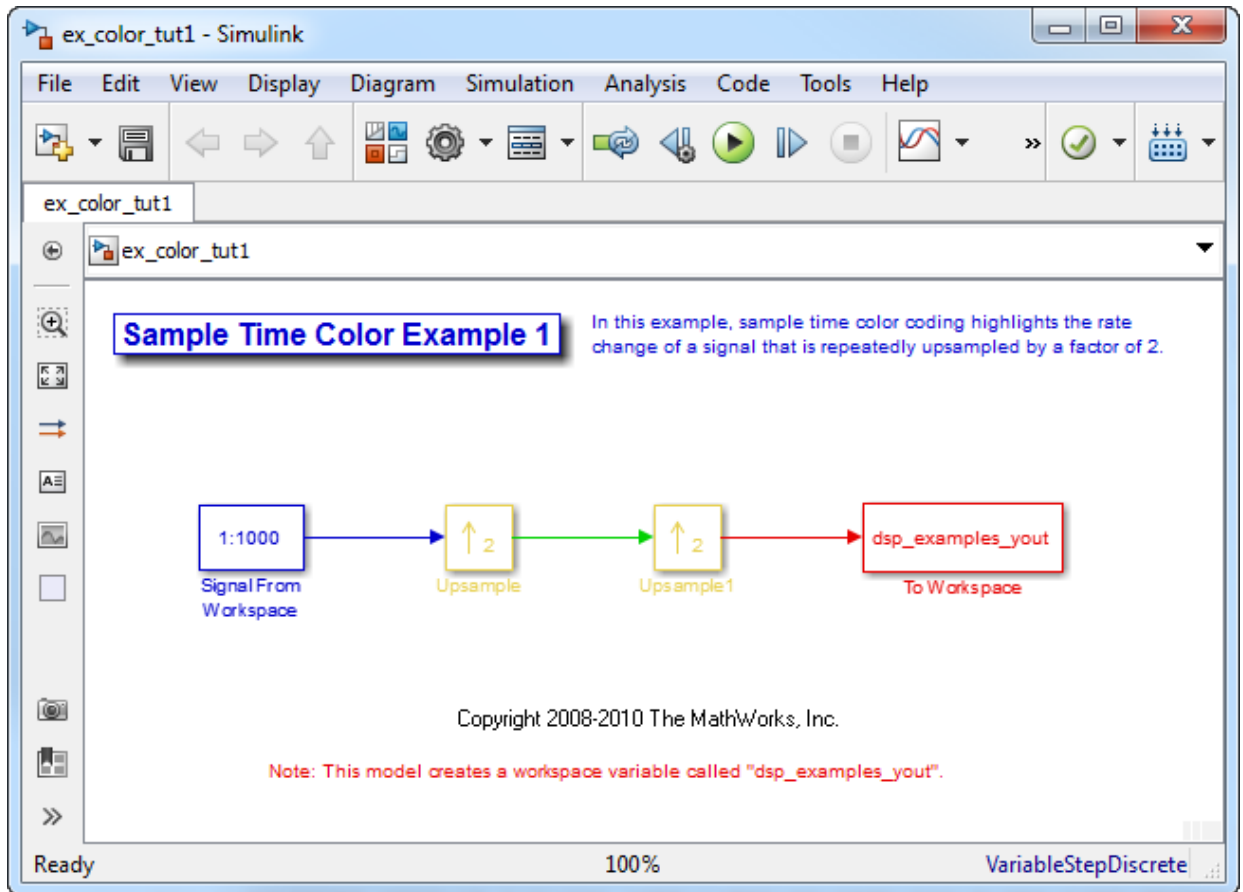 ex_color_tut1 - Simulink
File Edit View Display Diagram Simulation Analysis Code Tools Help
ex_color_tut1
ex_color_tut1
Sample Time Color Example 1
In this example, sample time color coding highlights the rate
change of a signal that is repeatedly upsampled by a factor of 2.
1:1000
2
2
dsp_examples_yout
Signal From
Workspace
Upsample
Upsample1
To Workspace
Copyright 2008-2010 The MathWorks, Inc.
Note: This model creates a workspace variable called "dsp_examples_yout".
Ready
100%
VariableStepDiscrete